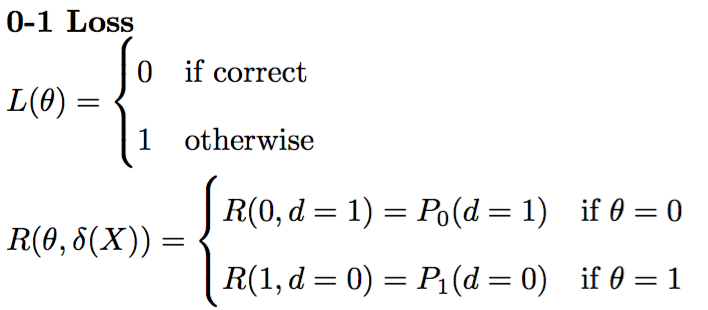 0-1 Loss
L(θ) = { 0 if correct
1 otherwise
R(θ, δ(X)) = { R(0, d = 1) = P₀(d = 1) if θ = 0
R(1, d = 0) = P₁(d = 0) if θ = 1